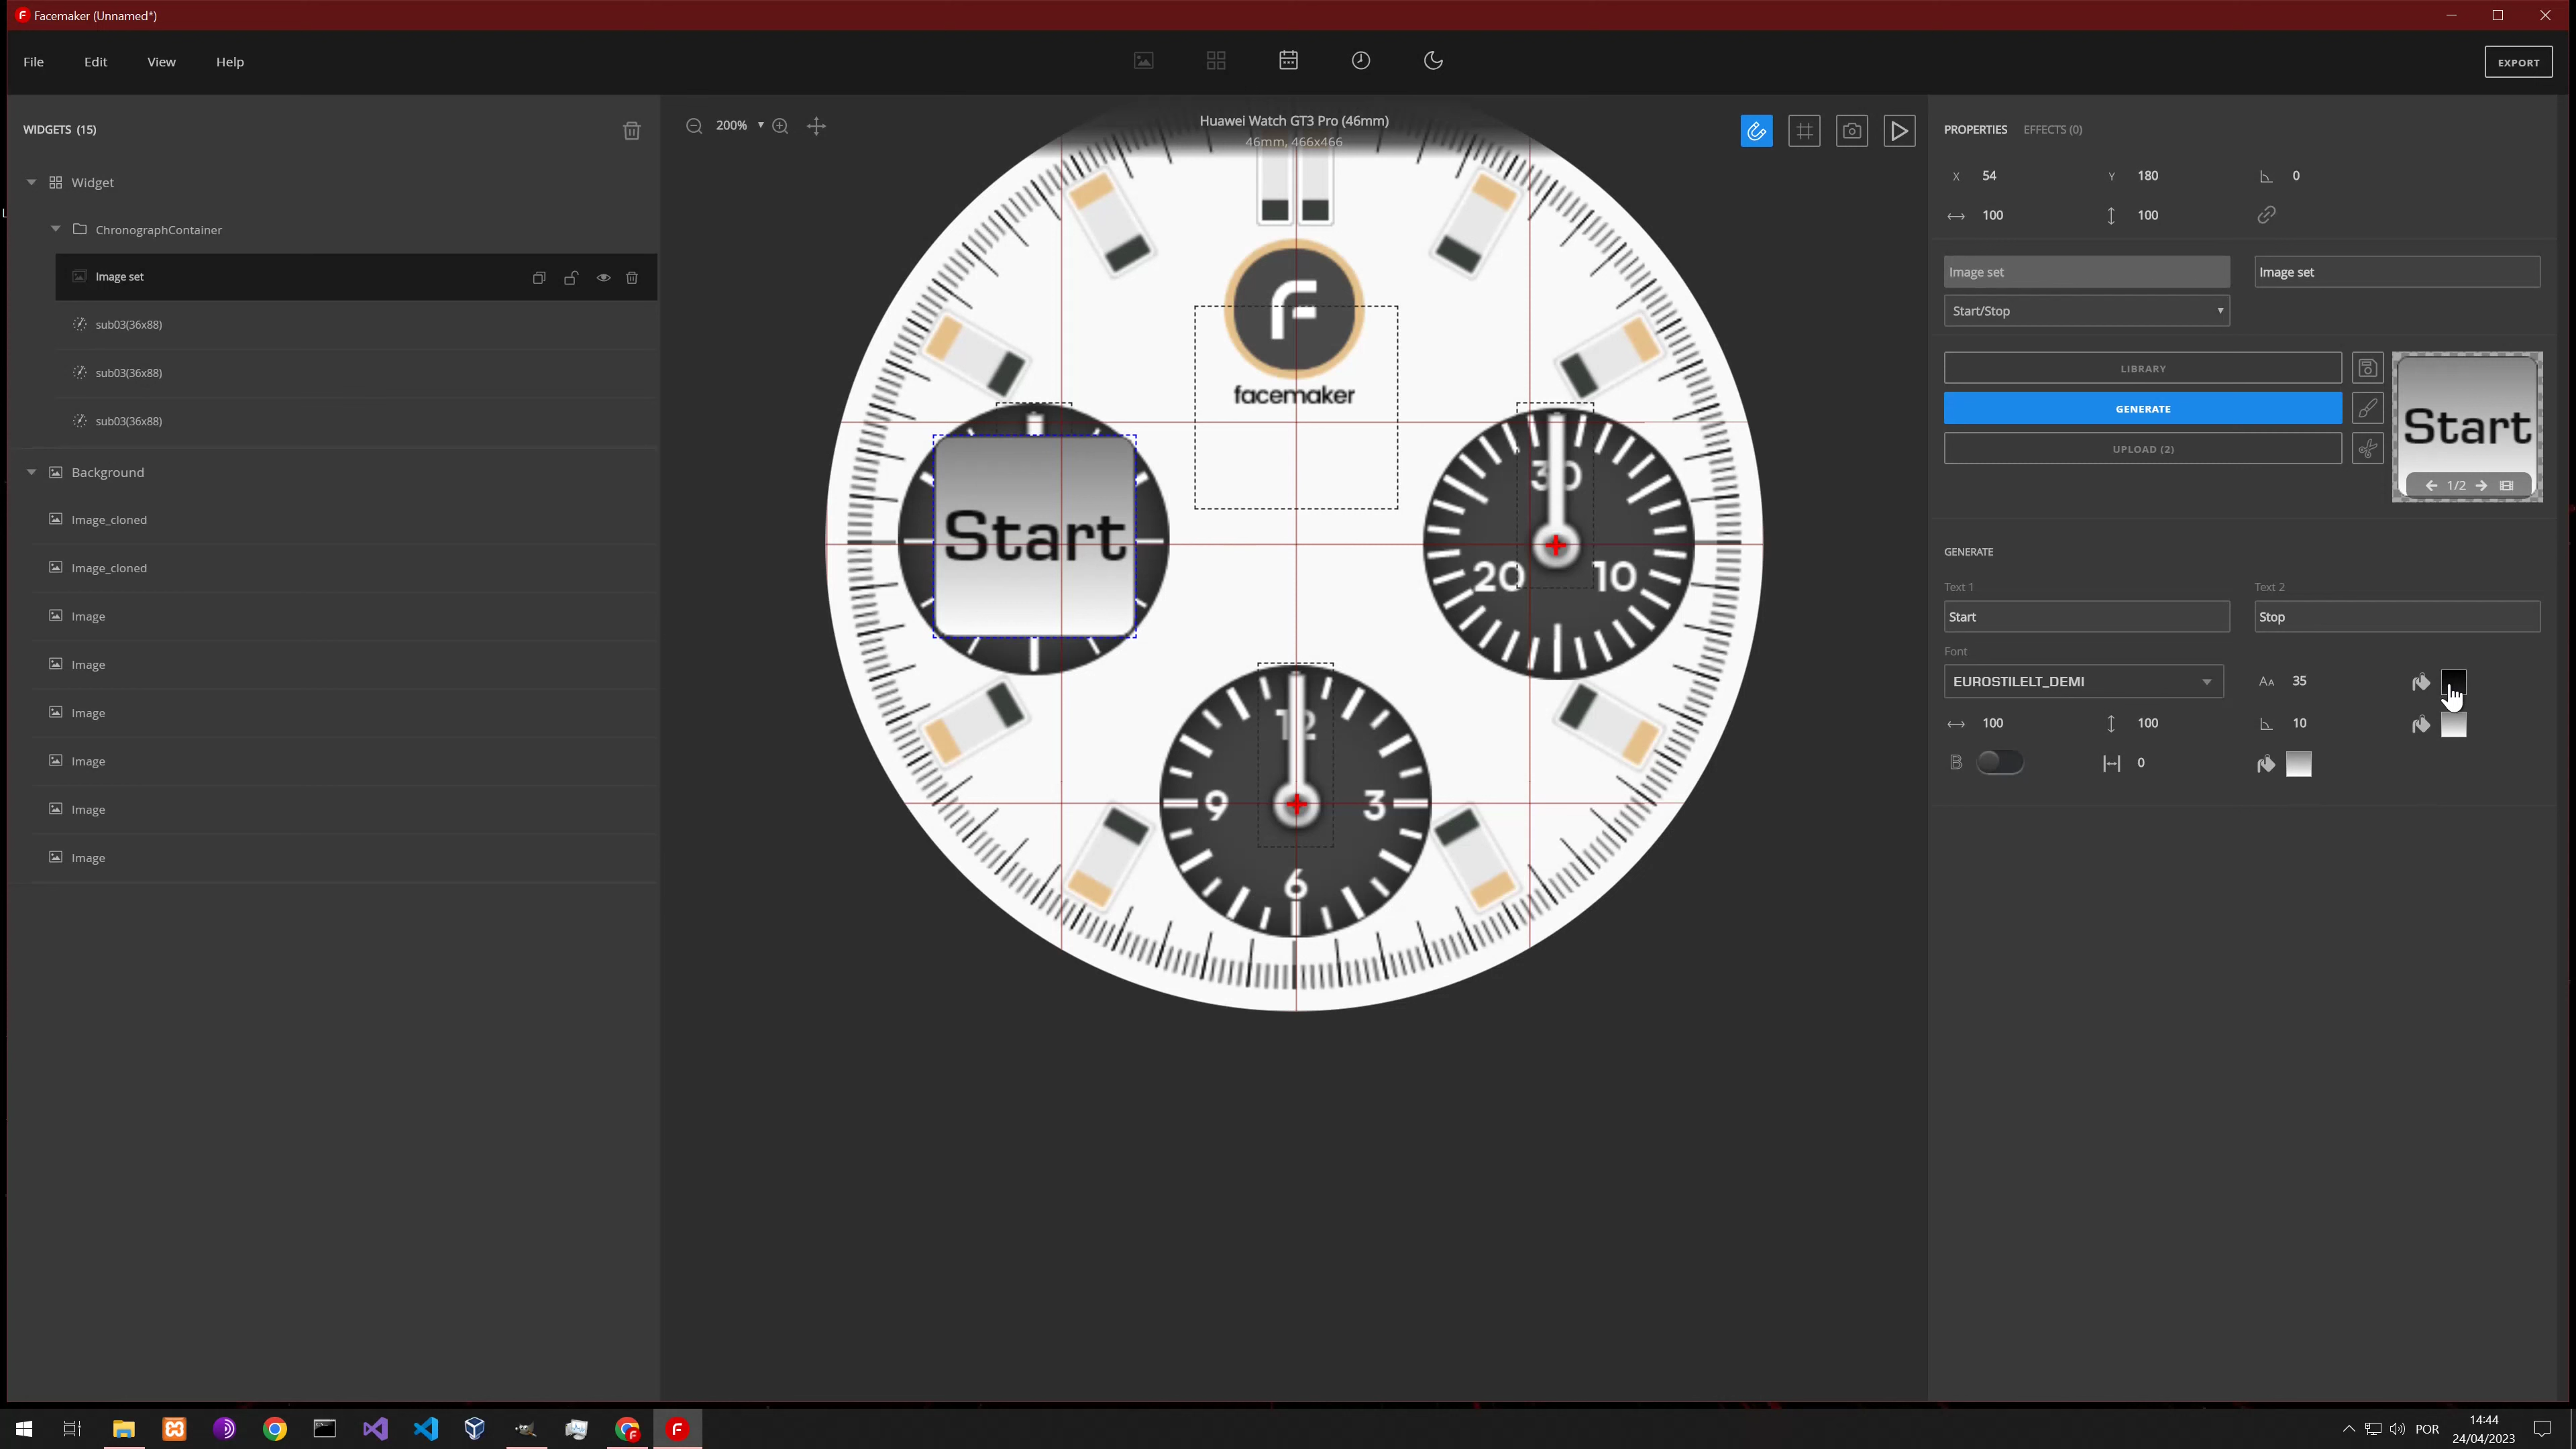 Facemaker (Unnamed*)
File Edit View Help
EXPORT
WIDGETS (15)
Widget
ChronographContainer
Image set
sub03(36x88)
sub03(36x88)
sub03(36x88)
Background
Image_cloned
Image_cloned
Image
Image
Image
Image
Image
Image
200%
Huawei Watch GT3 Pro (46mm)
46mm, 466x466
facemaker
Start
30
20
10
12
9
3
6
PROPERTIES EFFECTS (0)
X 54 Y 180 0
100 100
Image set Image set
Start/Stop
LIBRARY
GENERATE
UPLOAD (2)
Start
1/2
GENERATE
Text 1 Text 2
Start Stop
Font
EUROSTILELT_DEMI 35
100 100 10
B 0
POR
14:44
24/04/2023